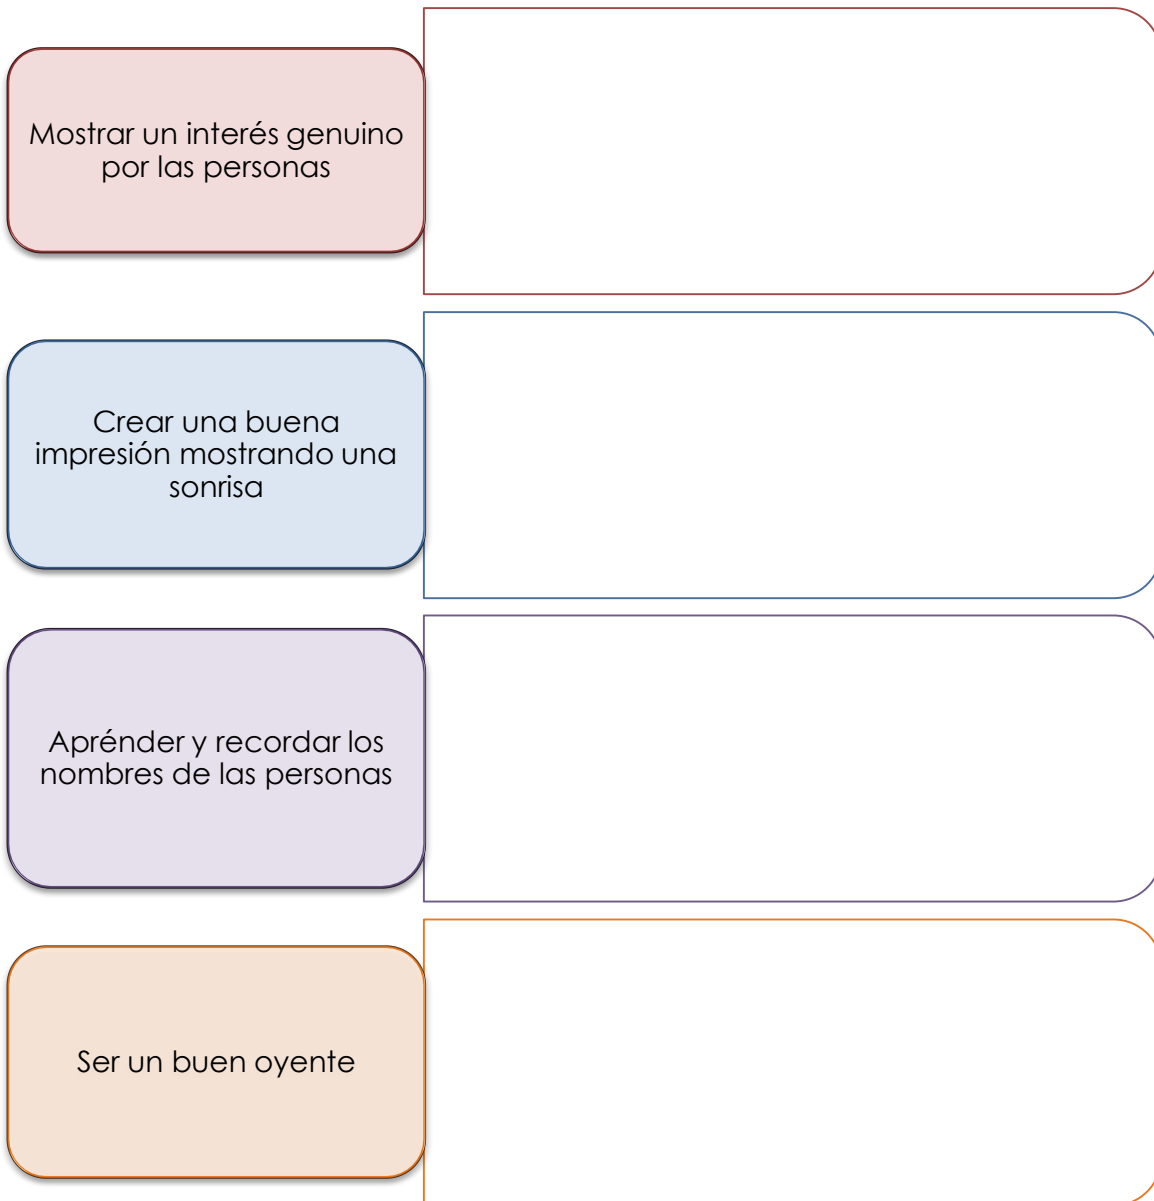 Mostrar un interés genuino
por las personas
Crear una buena
impresión mostrando una
sonrisa
Aprénder y recordar los
nombres de las personas
Ser un buen oyente